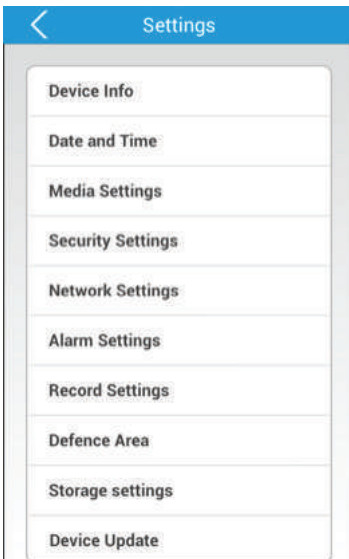 Settings
Device Info
Date and Time
Media Settings
Security Settings
Network Settings
Alarm Settings
Record Settings
Defence Area
Storage settings
Device Update